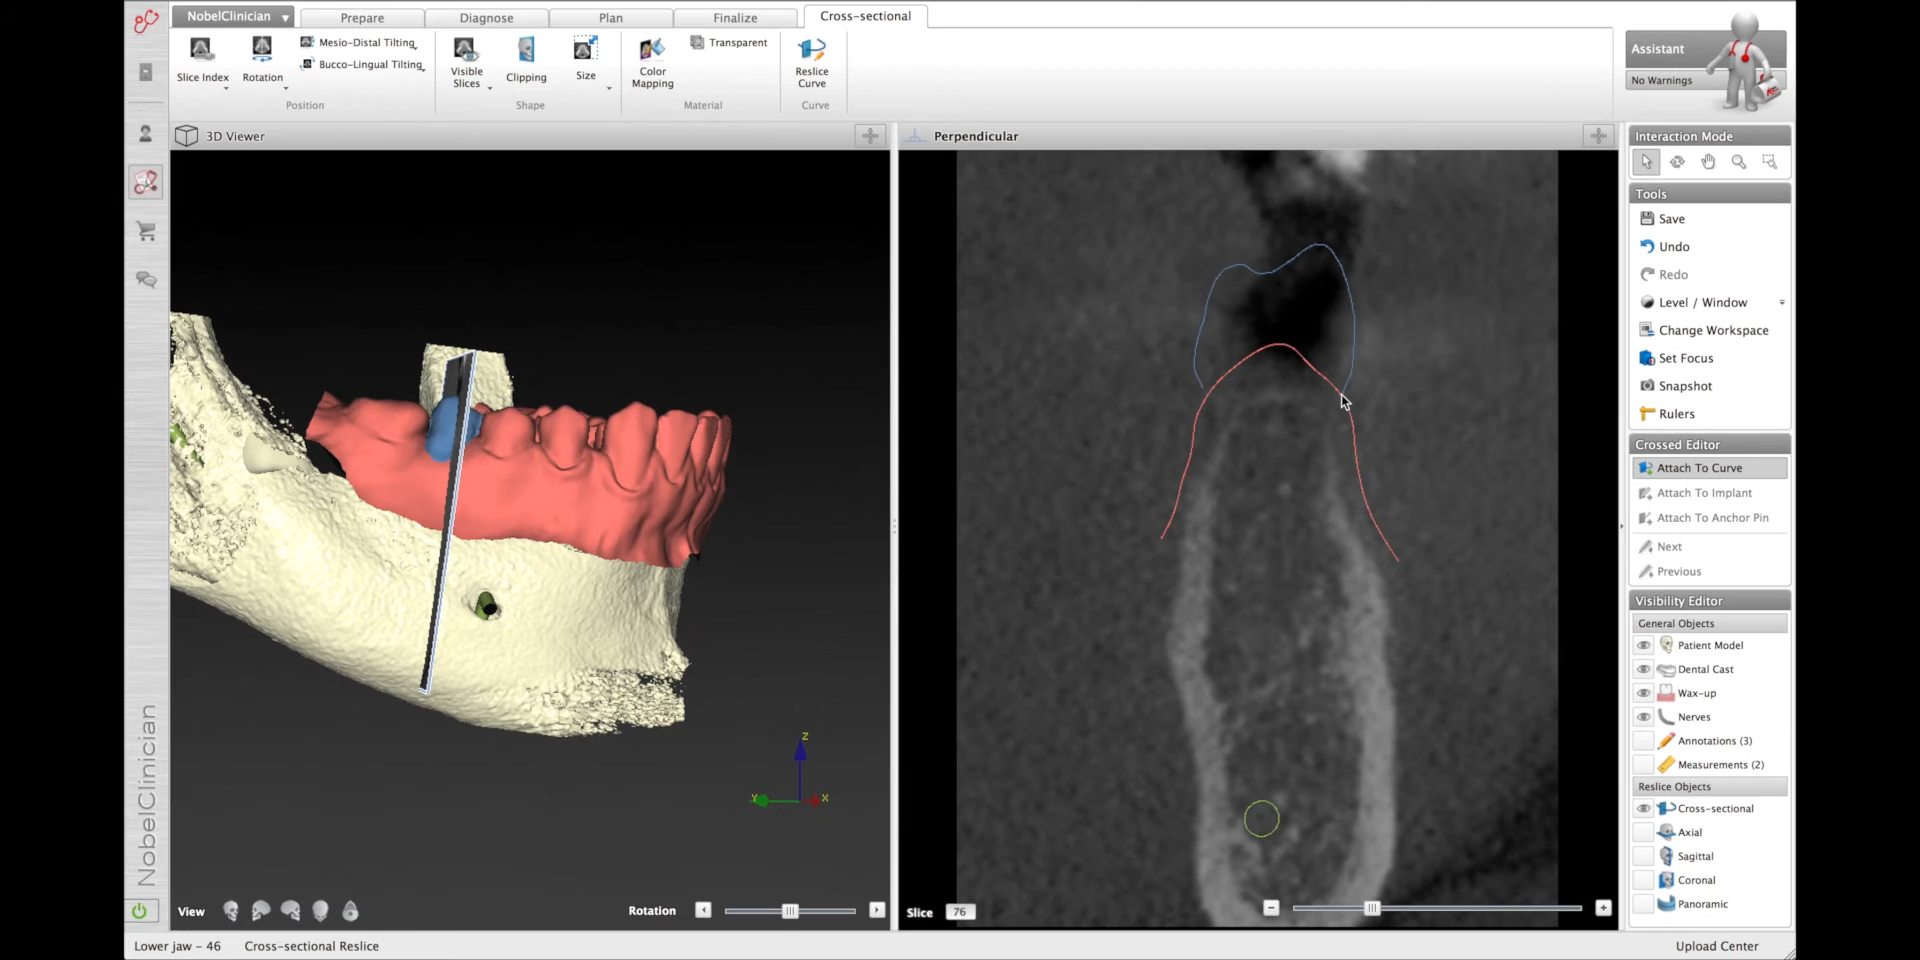 NobelClinician
Prepare
Diagnose
Plan
Finalize
Cross-sectional
Slice Index
Rotation
Mesio-Distal Tilting
Bucco-Lingual Tilting
Position
Visible Slices
Clipping
Size
Shape
Color Mapping
Transparent
Material
Reslice Curve
Curve
Assistant
No Warnings
3D Viewer
Perpendicular
Interaction Mode
Tools
Save
Undo
Redo
Level / Window
Change Workspace
Set Focus
Snapshot
Rulers
Crossed Editor
Attach To Curve
Attach To Implant
Attach To Anchor Pin
Next
Previous
Visibility Editor
General Objects
Patient Model
Dental Cast
Wax-up
Nerves
Annotations (3)
Measurements (2)
Reslice Objects
Cross-sectional
Axial
Sagittal
Coronal
Panoramic
NobelClinician
Z
Y
X
View
Rotation
Slice 76
Lower jaw - 46
Cross-sectional Reslice
Upload Center